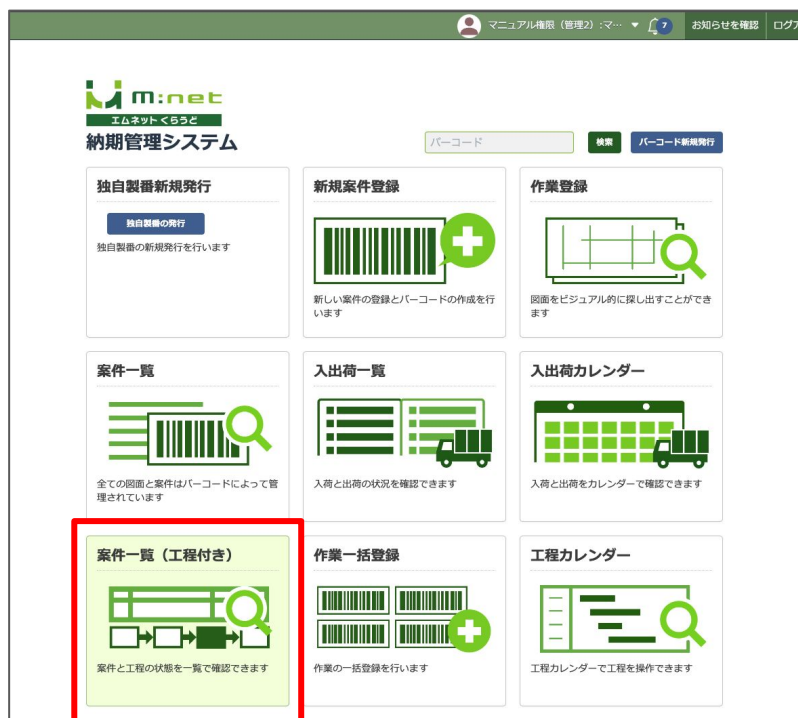 マニュアル権限（管理2）:マ… ▼ 7 お知らせを確認 ログア
m:net
エムネットくらうど
納期管理システム
バーコード 検索 バーコード新規発行
独自製番新規発行
独自製番の発行
独自製番の新規発行を行います
新規案件登録
新しい案件の登録とバーコードの作成を行
います
作業登録
図面をビジュアル的に探し出すことができ
ます
案件一覧
全ての図面と案件はバーコードによって管
理されています
入出荷一覧
入荷と出荷の状況を確認できます
入出荷カレンダー
入荷と出荷をカレンダーで確認できます
案件一覧（工程付き）
案件と工程の状態を一覧で確認できます
作業一括登録
作業の一括登録を行います
工程カレンダー
工程カレンダーで工程を操作できます